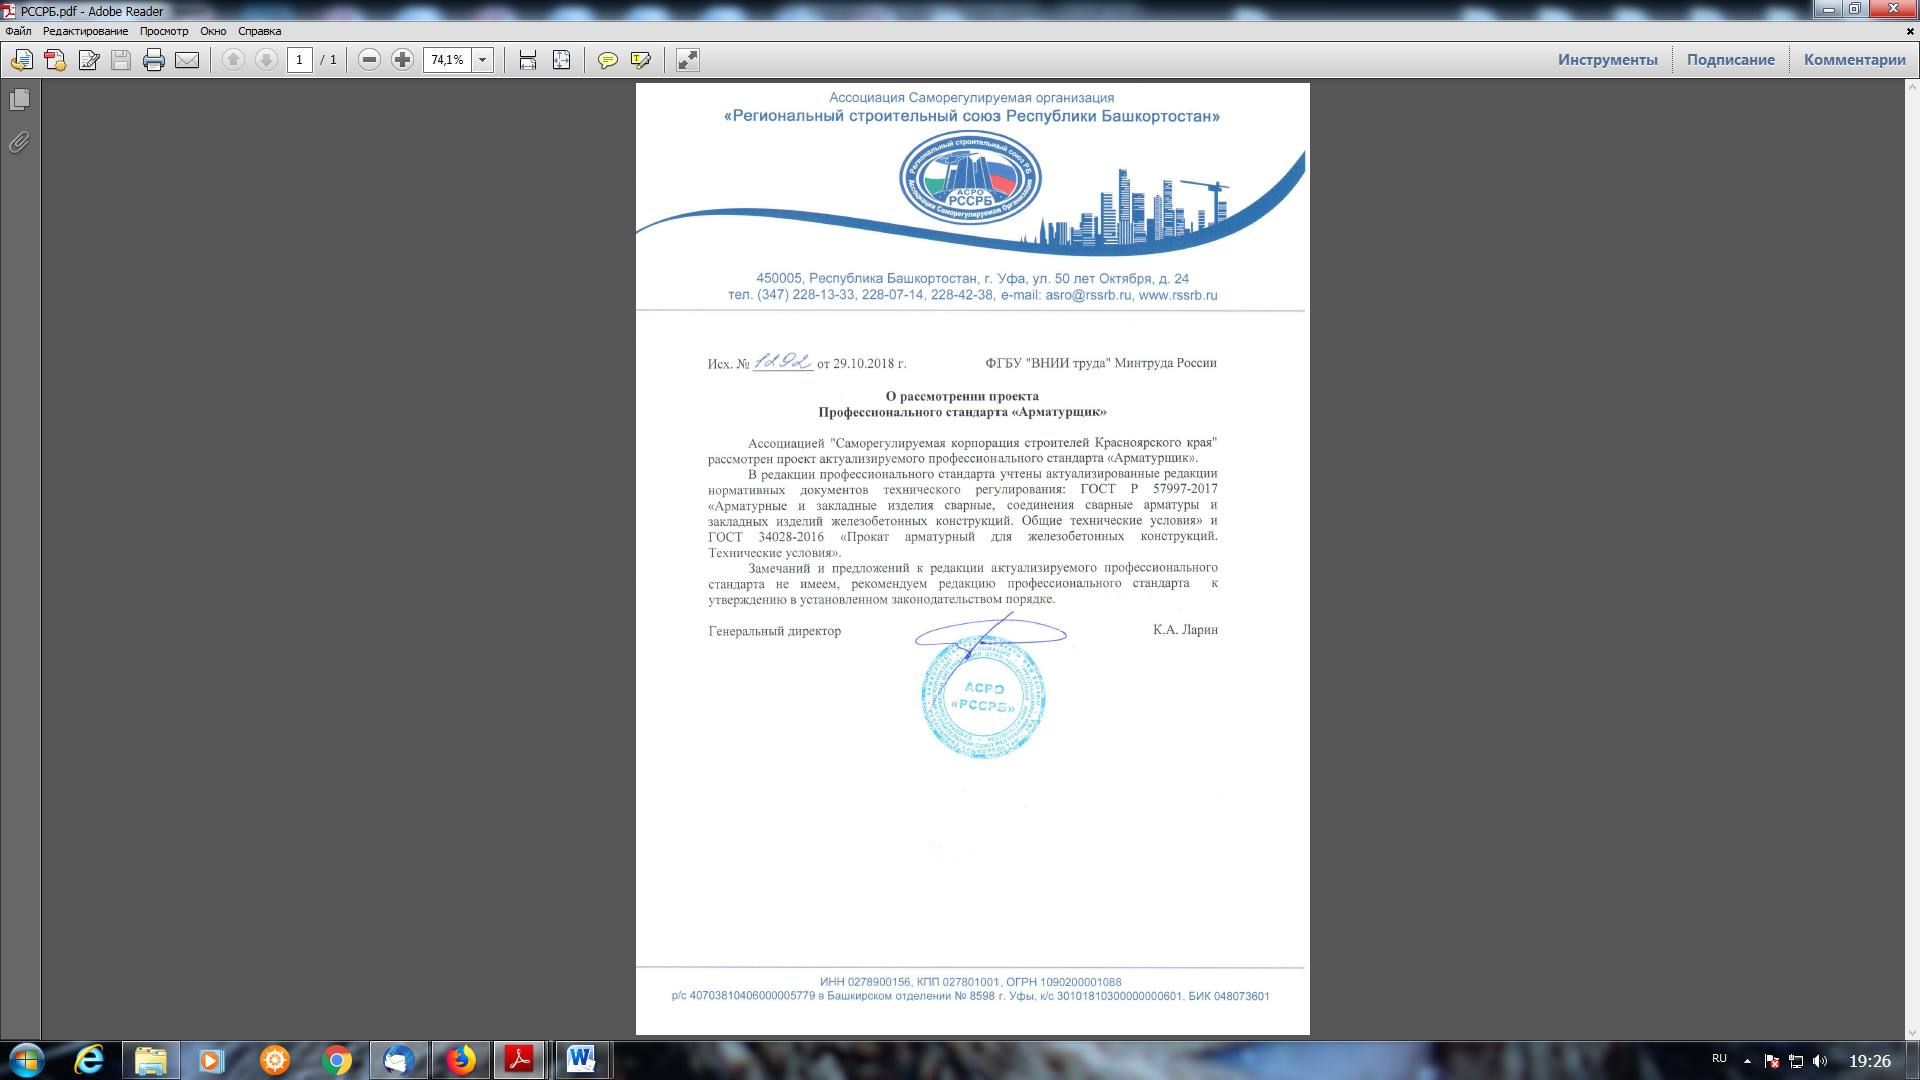 РССРБ.pdf - Adobe Reader
Файл Редактирование Просмотр Окно Справка
1 / 1 74,1% Инструменты Подписание Комментарии
Ассоциация Саморегулируемая организация
«Региональный строительный союз Республики Башкортостан»
Региональный строительный союз РБ
АСРО
РССРБ
Ассоциация Саморегулируемая Организация
450005, Республика Башкортостан, г. Уфа, ул. 50 лет Октября, д. 24
тел. (347) 228-13-33, 228-07-14, 228-42-38, e-mail: asro@rssrb.ru, www.rssrb.ru
Исх. № 1292 от 29.10.2018 г. ФГБУ "ВНИИ труда" Минтруда России
О рассмотрении проекта
Профессионального стандарта «Арматурщик»
Ассоциацией "Саморегулируемая корпорация строителей Красноярского края"
рассмотрен проект актуализируемого профессионального стандарта «Арматурщик».
В редакции профессионального стандарта учтены актуализированные редакции
нормативных документов технического регулирования: ГОСТ Р 57997-2017
«Арматурные и закладные изделия сварные, соединения сварные арматуры и
закладных изделий железобетонных конструкций. Общие технические условия» и
ГОСТ 34028-2016 «Прокат арматурный для железобетонных конструкций.
Технические условия».
Замечаний и предложений к редакции актуализируемого профессионального
стандарта не имеем, рекомендуем редакцию профессионального стандарта к
утверждению в установленном законодательством порядке.
Генеральный директор К.А. Ларин
АСРО
«РССРБ»
ИНН 0278900156, КПП 027801001, ОГРН 1090200001088
р/с 40703810406000005779 в Башкирском отделении № 8598 г. Уфы, к/с 30101810300000000601, БИК 048073601
RU 19:26